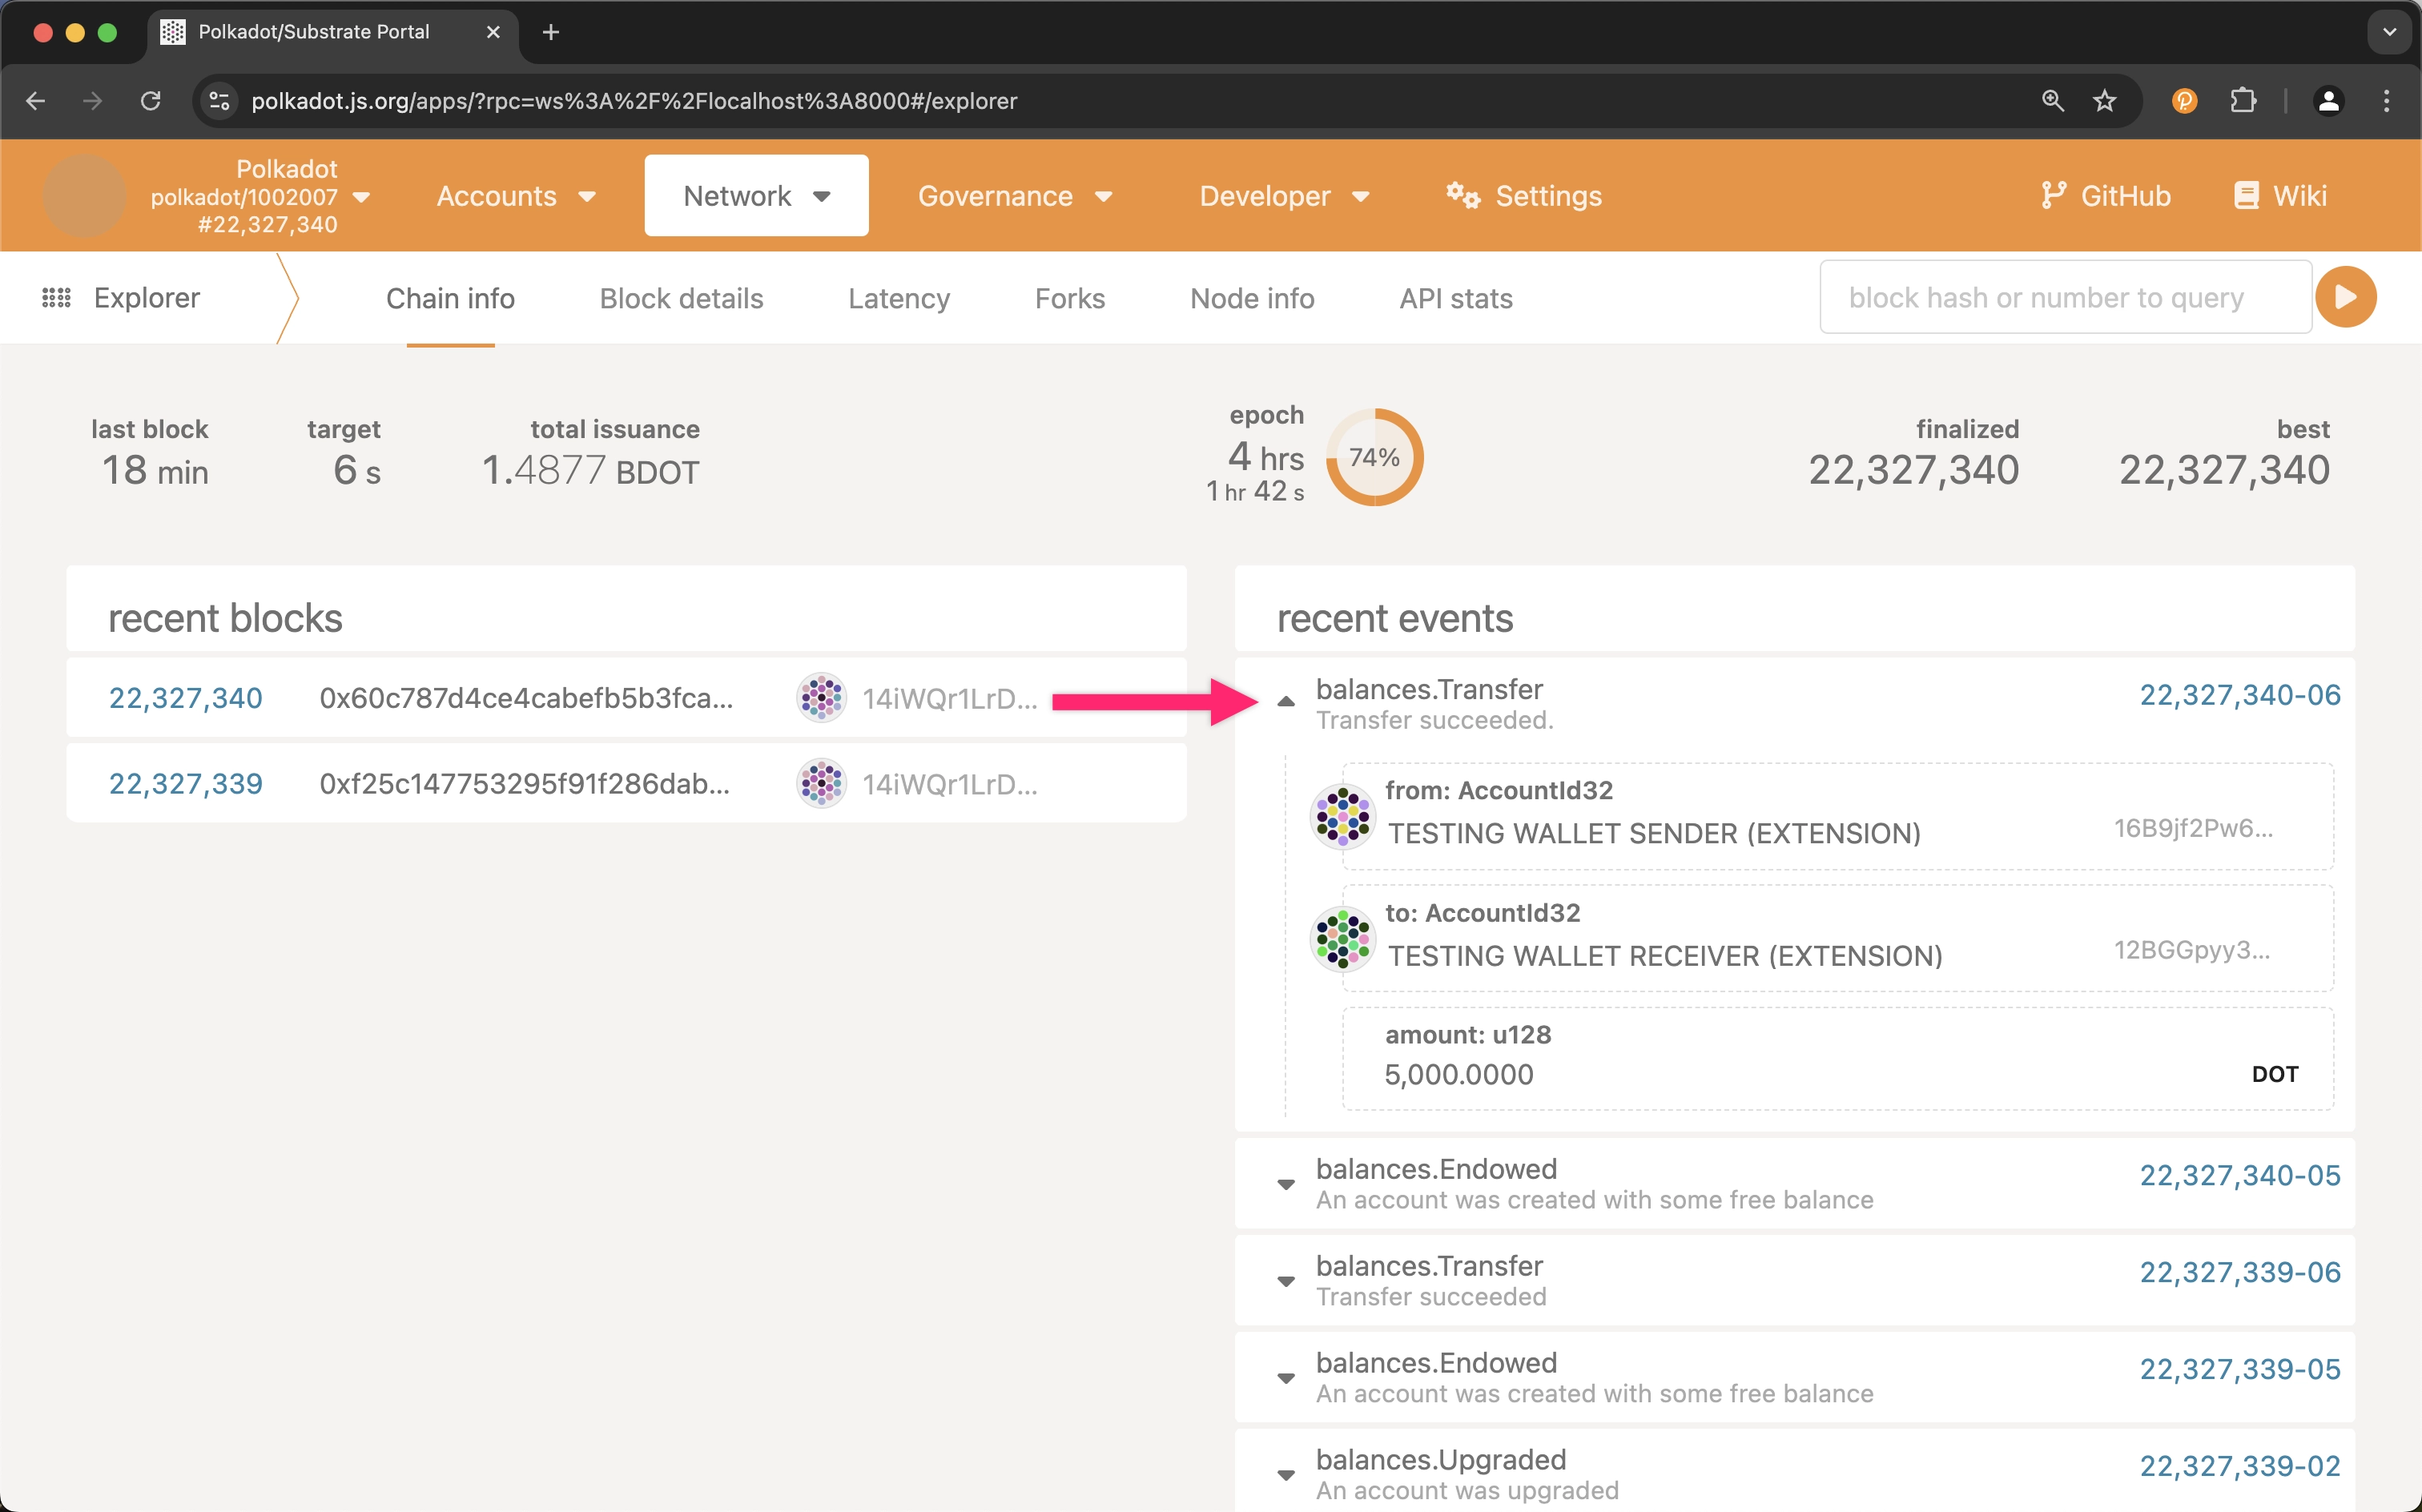 Polkadot/Substrate Portal
polkadot.js.org/apps/?rpc=ws%3A%2F%2Flocalhost%3A8000#/explorer
Polkadot
polkadot/1002007
#22,327,340
Accounts
Network
Governance
Developer
Settings
GitHub
Wiki
Explorer
Chain info
Block details
Latency
Forks
Node info
API stats
block hash or number to query
last block
18 min
target
6 s
total issuance
1.4877 BDOT
epoch
4 hrs
1 hr 42 s
74%
finalized
22,327,340
best
22,327,340
recent blocks
22,327,340 0x60c787d4ce4cabefb5b3fca... 14iWQr1LrD...
22,327,339 0xf25c147753295f91f286dab... 14iWQr1LrD...
recent events
balances.Transfer 22,327,340-06
Transfer succeeded.
from: AccountId32
TESTING WALLET SENDER (EXTENSION) 16B9jf2Pw6...
to: AccountId32
TESTING WALLET RECEIVER (EXTENSION) 12BGGpyy3...
amount: u128
5,000.0000 DOT
balances.Endowed 22,327,340-05
An account was created with some free balance
balances.Transfer 22,327,339-06
Transfer succeeded
balances.Endowed 22,327,339-05
An account was created with some free balance
balances.Upgraded 22,327,339-02
An account was upgraded